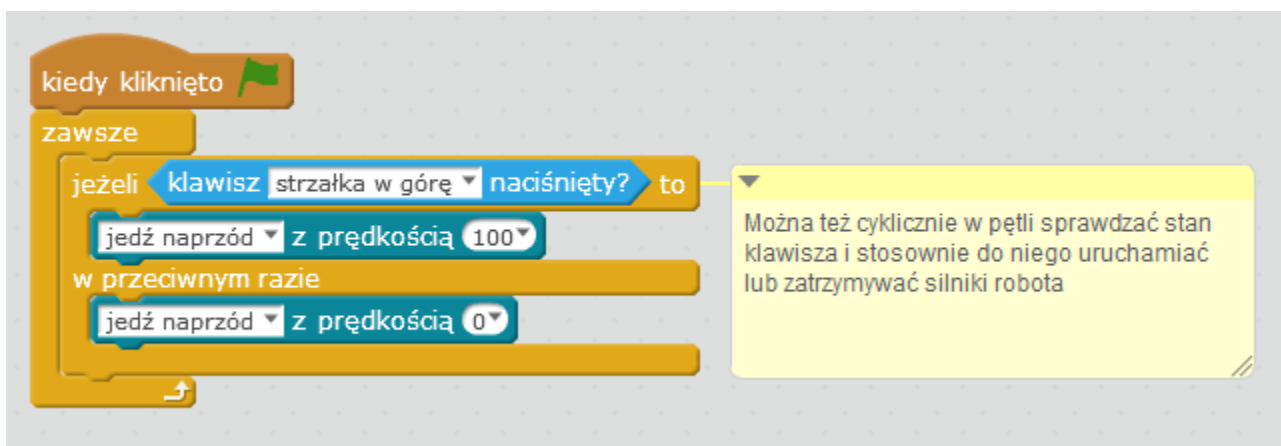 kiedy kliknięto
zawsze
jeżeli klawisz strzałka w górę naciśnięty? to
jedź naprzód z prędkością 100
w przeciwnym razie
jedź naprzód z prędkością 0
Można też cyklicznie w pętli sprawdzać stan
klawisza i stosownie do niego uruchamiać
lub zatrzymywać silniki robota